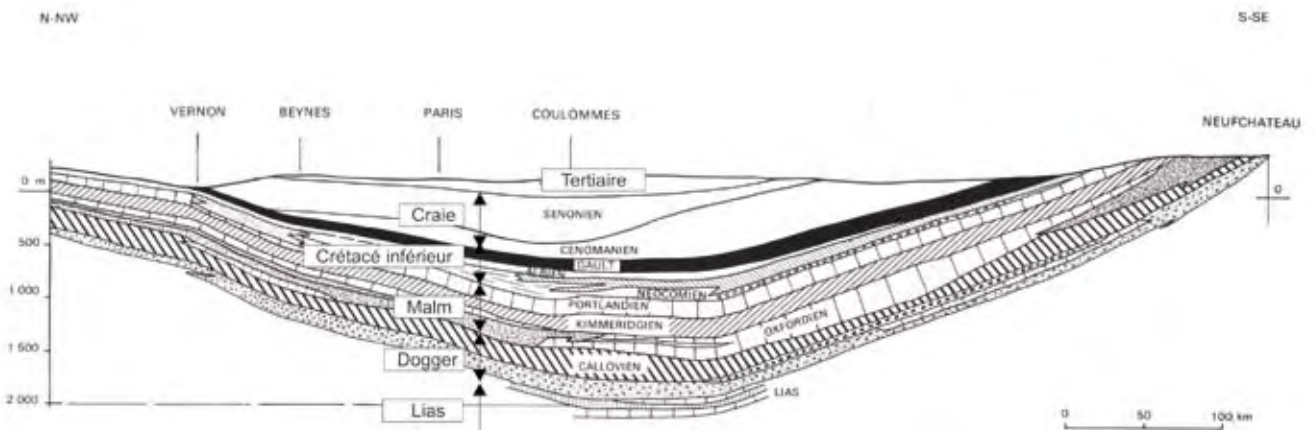 N-NW
S-SE
VERNON
BEYNES
PARIS
COULOMMES
NEUFCHATEAU
0 m
Tertiaire
0
Craie
SENONIEN
500
CENOMANIEN
Crétacé inférieur
GAULT
NEOCOMIEN
1 000
Malm
PORTLANDIEN
KIMMERIDGIEN
OXFORDIEN
1 500
Dogger
CALLOVIEN
LIAS
2 000
Lias
0 50 100 km